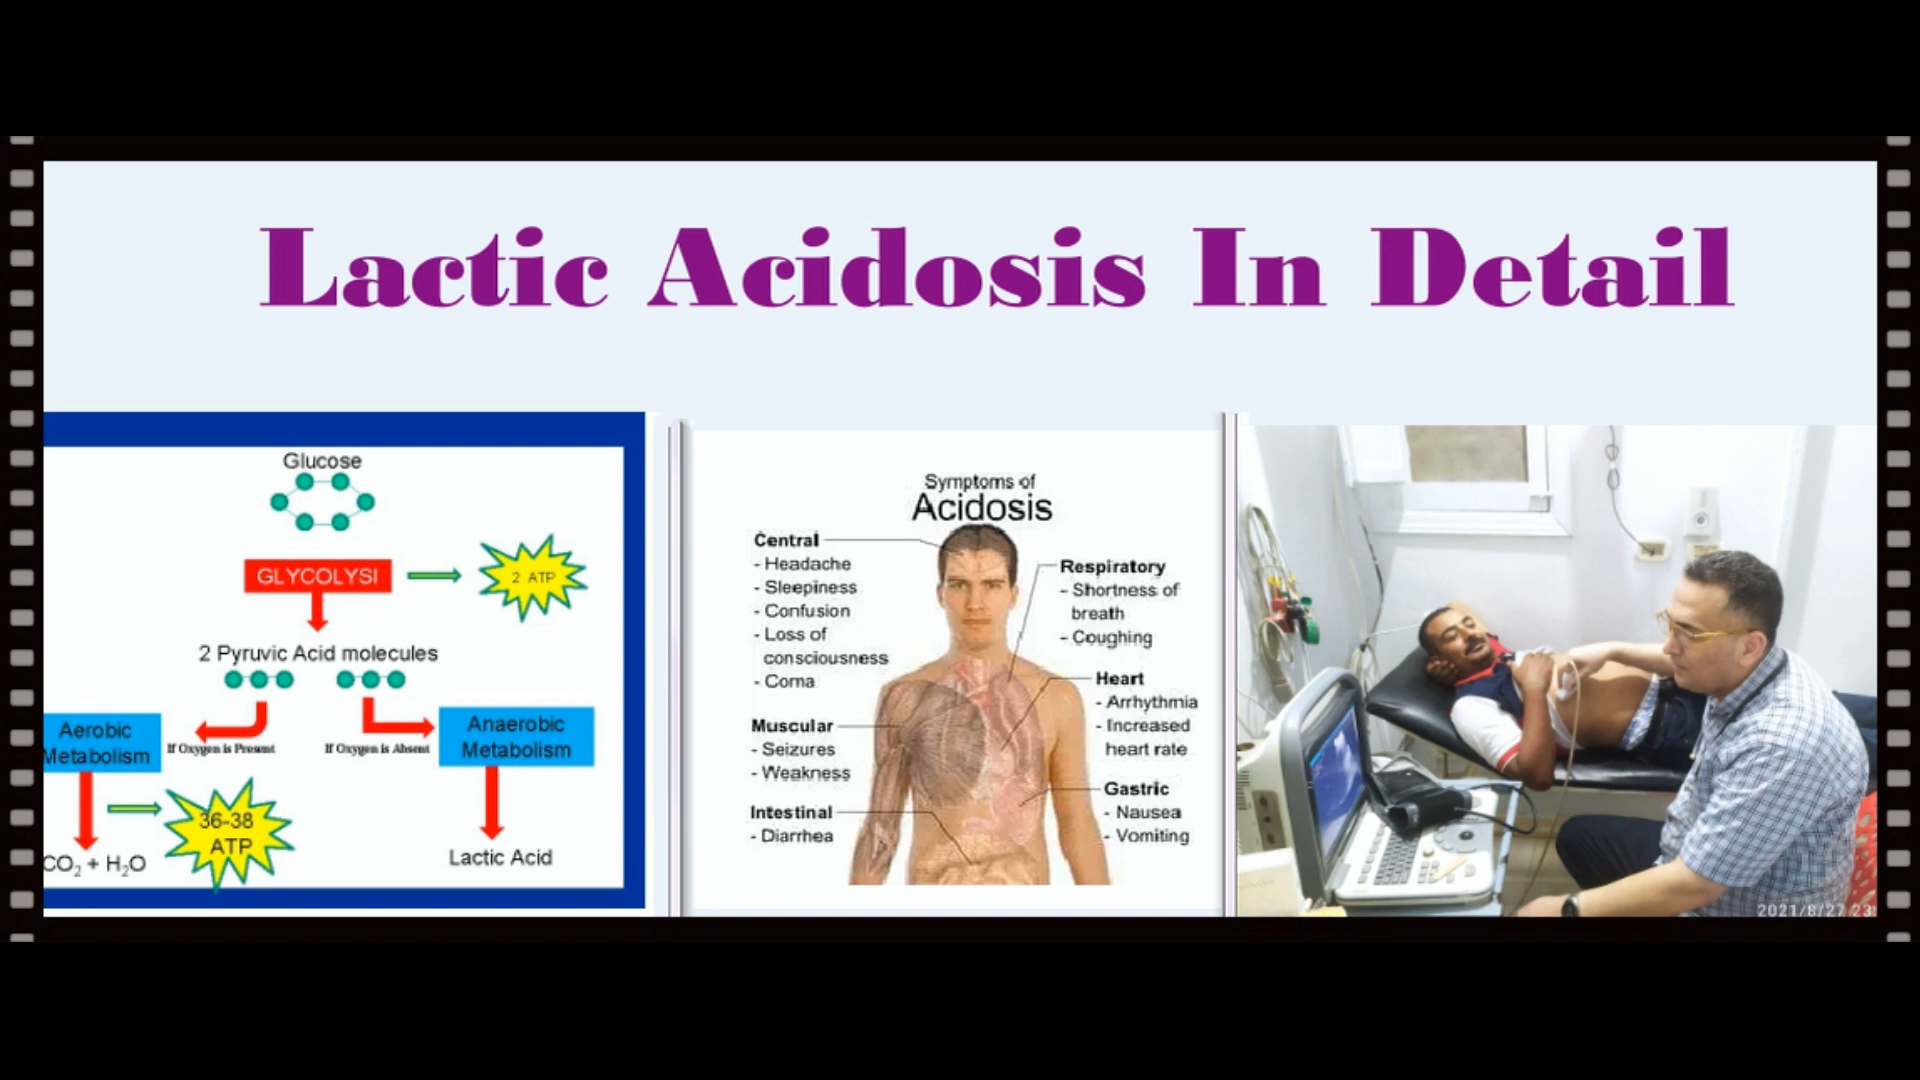 Lactic Acidosis In Detail
Glucose
GLYCOLYSI
2 ATP
2 Pyruvic Acid molecules
Aerobic
Metabolism
If Oxygen is Present
If Oxygen is Absent
Anaerobic
Metabolism
36-38
ATP
CO₂ + H₂O
Lactic Acid
Symptoms of
Acidosis
Central
- Headache
- Sleepiness
- Confusion
- Loss of
consciousness
- Coma
Muscular
- Seizures
- Weakness
Intestinal
- Diarrhea
Respiratory
- Shortness of
breath
- Coughing
Heart
- Arrhythmia
- Increased
heart rate
Gastric
- Nausea
- Vomiting
2021/8/27 23